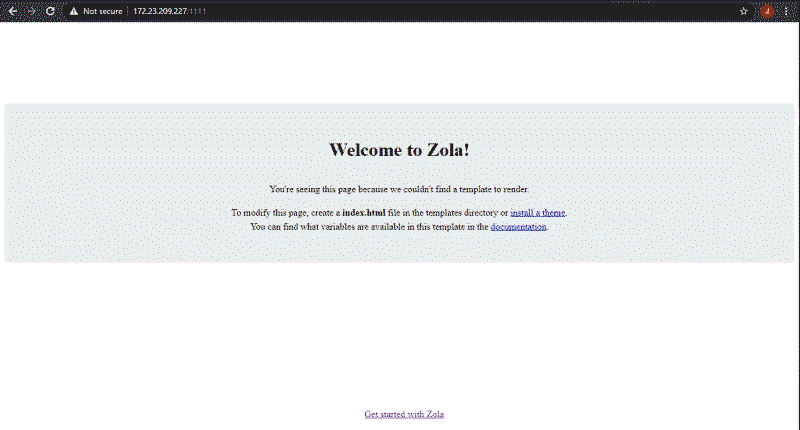 Not secure 172.23.209.227:1111
J
Welcome to Zola!
You're seeing this page because we couldn't find a template to render.
To modify this page, create a index.html file in the templates directory or install a theme.
You can find what variables are available in this template in the documentation.
Get started with Zola